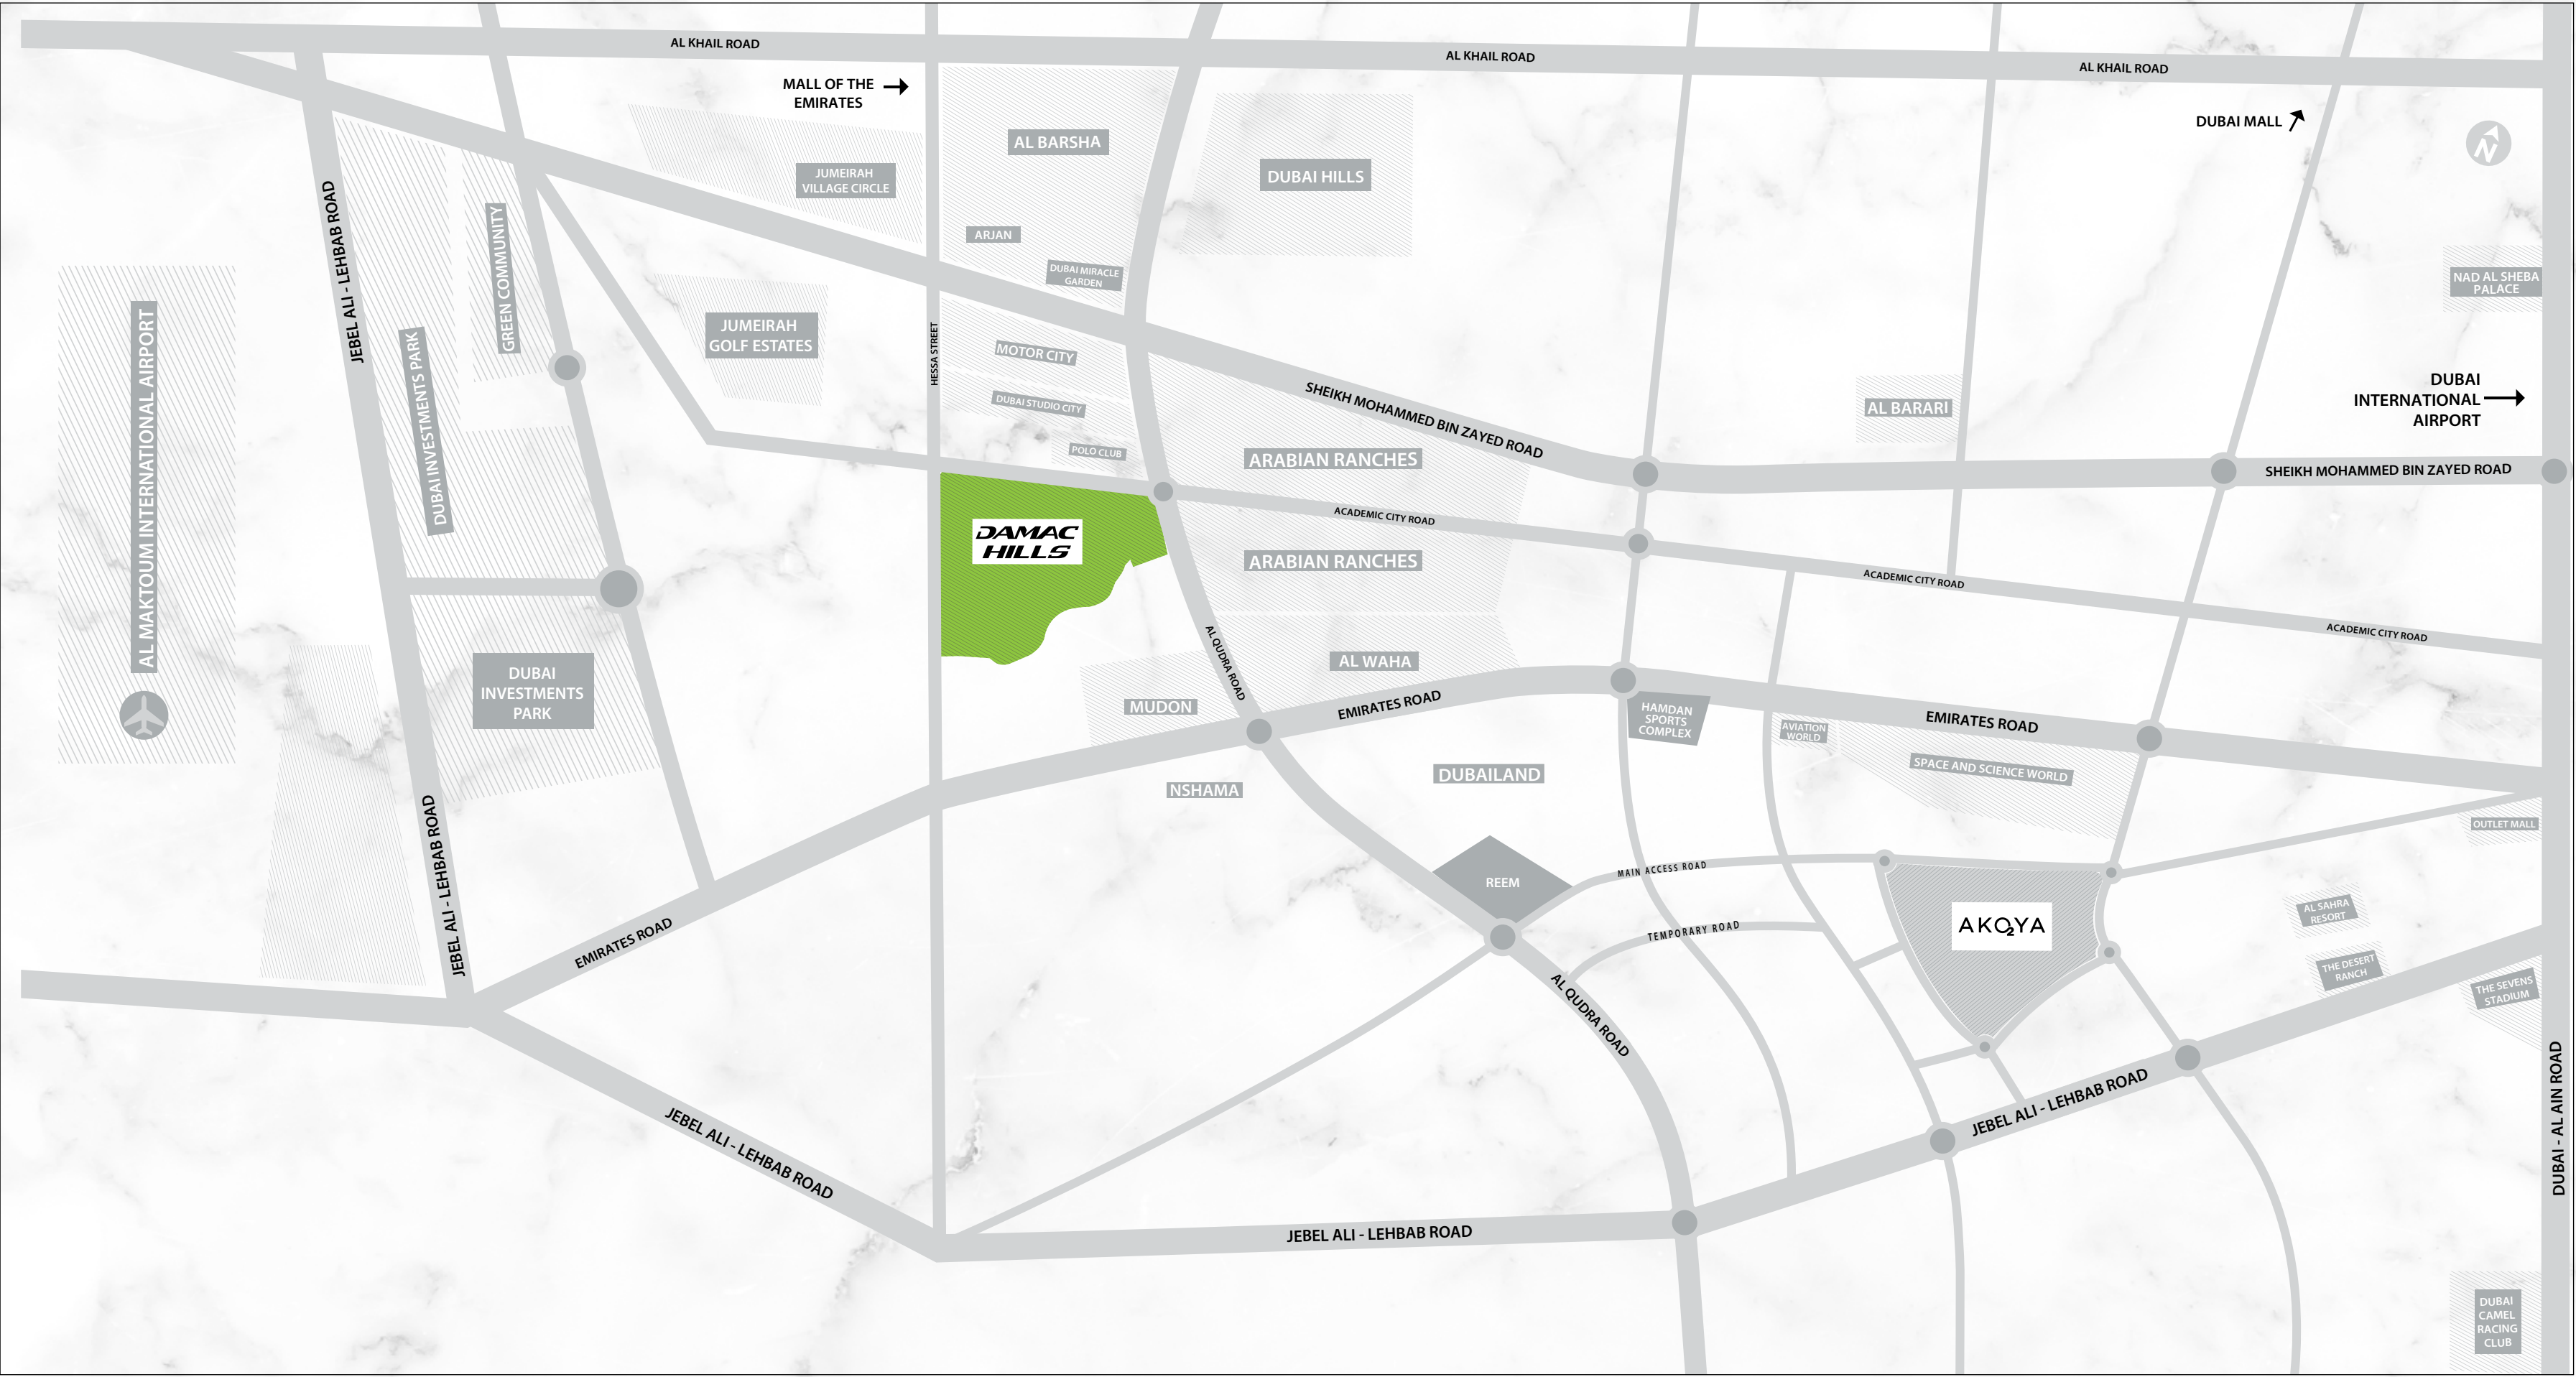 AL KHAIL ROAD
AL KHAIL ROAD
AL KHAIL ROAD
MALL OF THE
EMIRATES
DUBAI MALL
N
AL BARSHA
JUMEIRAH
VILLAGE CIRCLE
DUBAI HILLS
ARJAN
DUBAI MIRACLE
GARDEN
JEBEL ALI - LEHBAB ROAD
GREEN COMMUNITY
NAD AL SHEBA
PALACE
AL MAKTOUM INTERNATIONAL AIRPORT
DUBAI INVESTMENTS PARK
JUMEIRAH
GOLF ESTATES
HESSA STREET
MOTOR CITY
DUBAI STUDIO CITY
POLO CLUB
SHEIKH MOHAMMED BIN ZAYED ROAD
AL BARARI
DUBAI
INTERNATIONAL
AIRPORT
SHEIKH MOHAMMED BIN ZAYED ROAD
ARABIAN RANCHES
ACADEMIC CITY ROAD
DAMAC
HILLS
ARABIAN RANCHES
ACADEMIC CITY ROAD
ACADEMIC CITY ROAD
AL QUDRA ROAD
AL WAHA
DUBAI
INVESTMENTS
PARK
MUDON
EMIRATES ROAD
HAMDAN
SPORTS
COMPLEX
AVIATION
WORLD
EMIRATES ROAD
SPACE AND SCIENCE WORLD
NSHAMA
DUBAILAND
OUTLET MALL
JEBEL ALI - LEHBAB ROAD
REEM
MAIN ACCESS ROAD
TEMPORARY ROAD
AKO2YA
AL SAHRA
RESORT
THE DESERT
RANCH
THE SEVENS
STADIUM
EMIRATES ROAD
AL QUDRA ROAD
JEBEL ALI - LEHBAB ROAD
JEBEL ALI - LEHBAB ROAD
JEBEL ALI - LEHBAB ROAD
DUBAI - AL AIN ROAD
DUBAI
CAMEL
RACING
CLUB